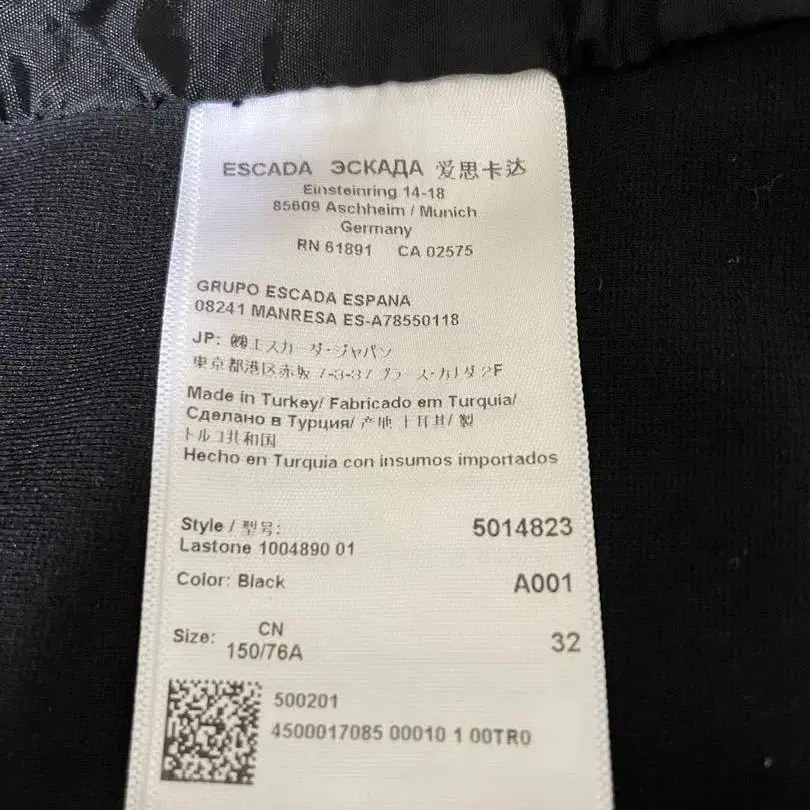 ESCADA ЭСКАДА 爱思卡达
Einsteinring 14-18
85609 Aschheim / Munich
Germany
RN 61891 CA 02575
GRUPO ESCADA ESPANA
08241 MANRESA ES-A78550118
JP: ㈱エスカーダ・ジャパン
東京都港区赤坂 7-3-37 プラース・カナダ 2F
Made in Turkey/ Fabricado em Turquia/
Сделано в Турция/ 产地 土耳其/ 製
トルコ共和国
Hecho en Turquia con insumos importados
Style / 型号: 5014823
Lastone 1004890 01
Color: Black A001
Size: CN 32
150/76A
500201
4500017085 00010 1 00TR0